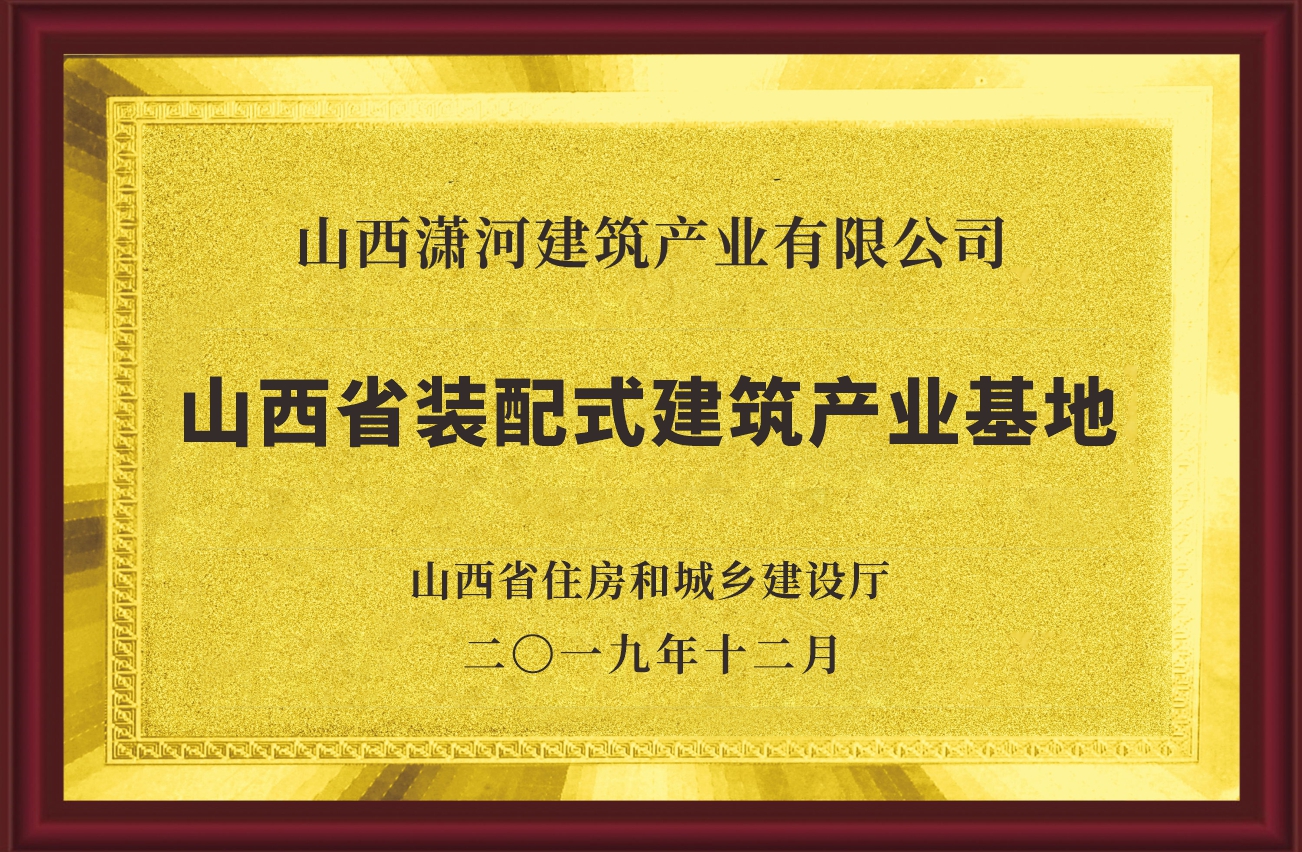 山西潇河建筑产业有限公司
山西省装配式建筑产业基地
山西省住房和城乡建设厅
二〇一九年十二月